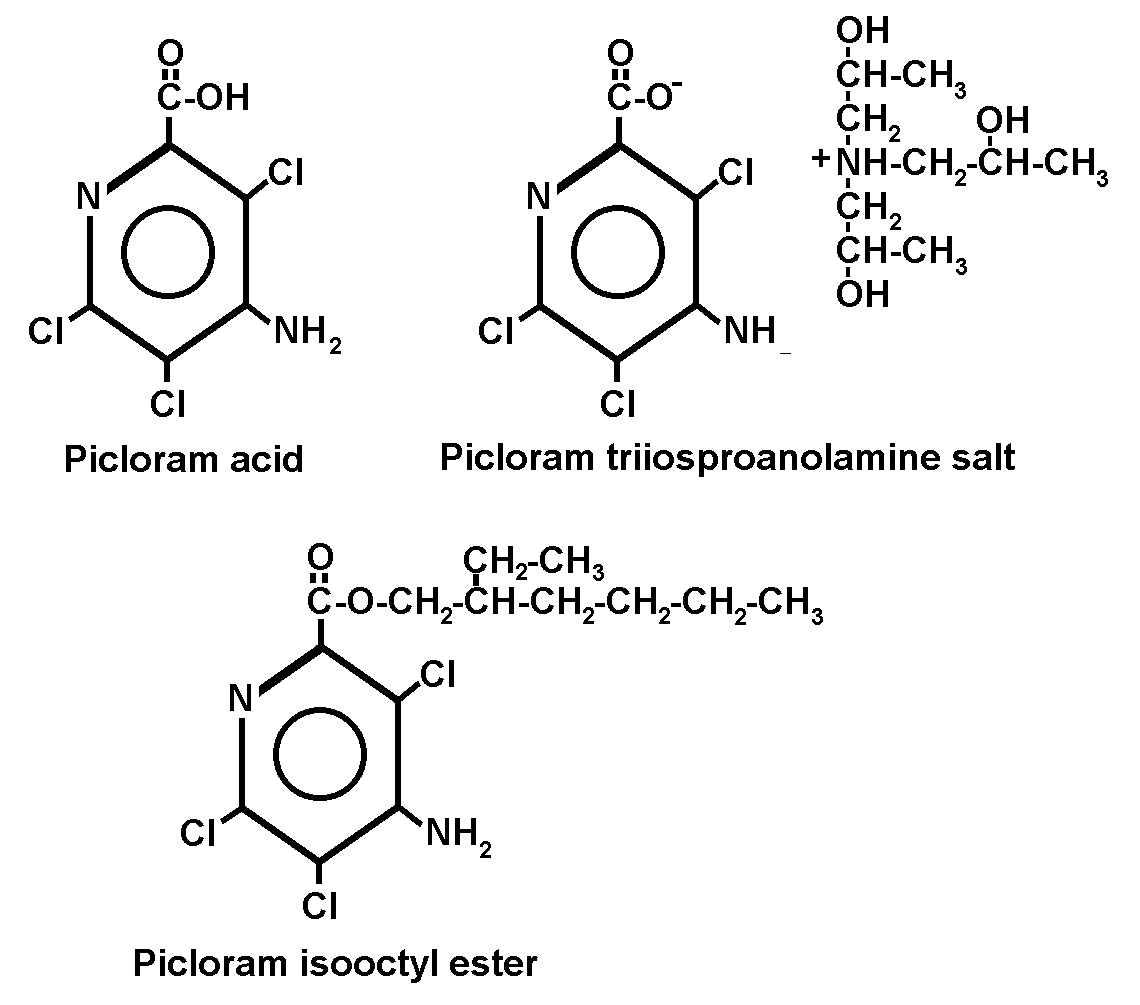 O
C-OH
N
Cl
Cl
NH2
Cl
Picloram acid
O
C-O-
N
Cl
Cl
NH_
Cl
OH
CH-CH3
CH2
OH
+NH-CH2-CH-CH3
CH2
CH-CH3
OH
Picloram triiosproanolamine salt
O
CH2-CH3
C-O-CH2-CH-CH2-CH2-CH2-CH3
N
Cl
Cl
NH2
Cl
Picloram isooctyl ester